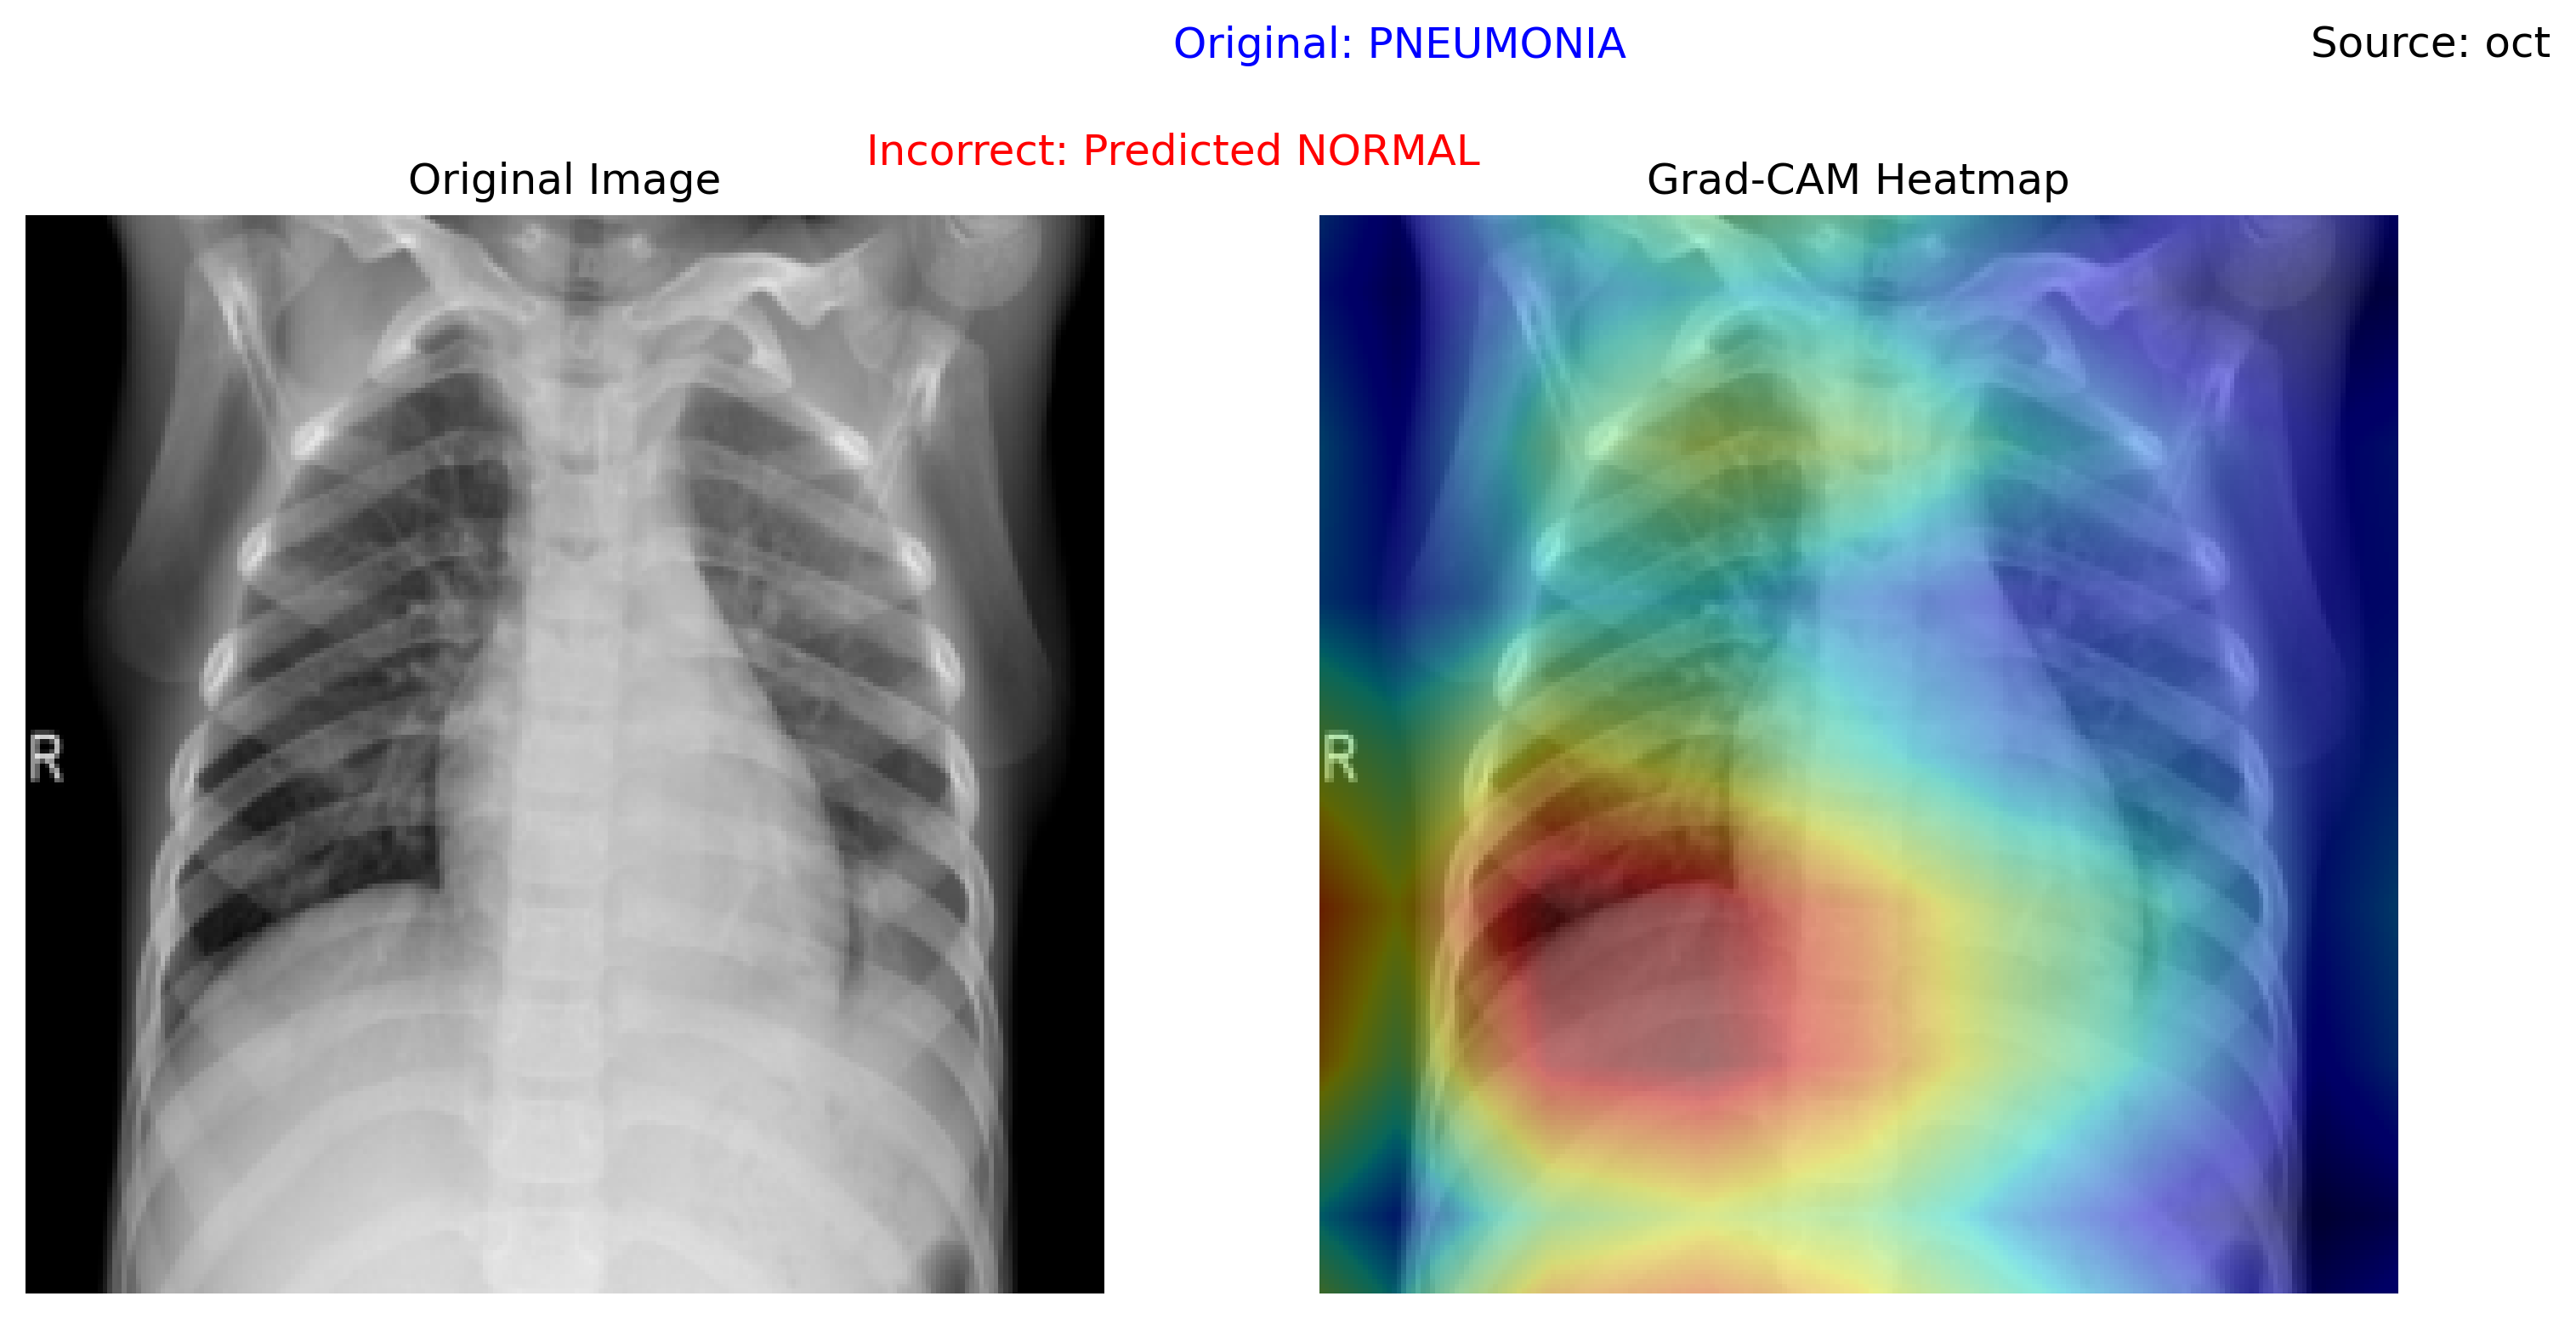 Original: PNEUMONIA
Source: oct
Incorrect: Predicted NORMAL
Original Image
Grad-CAM Heatmap
R
R